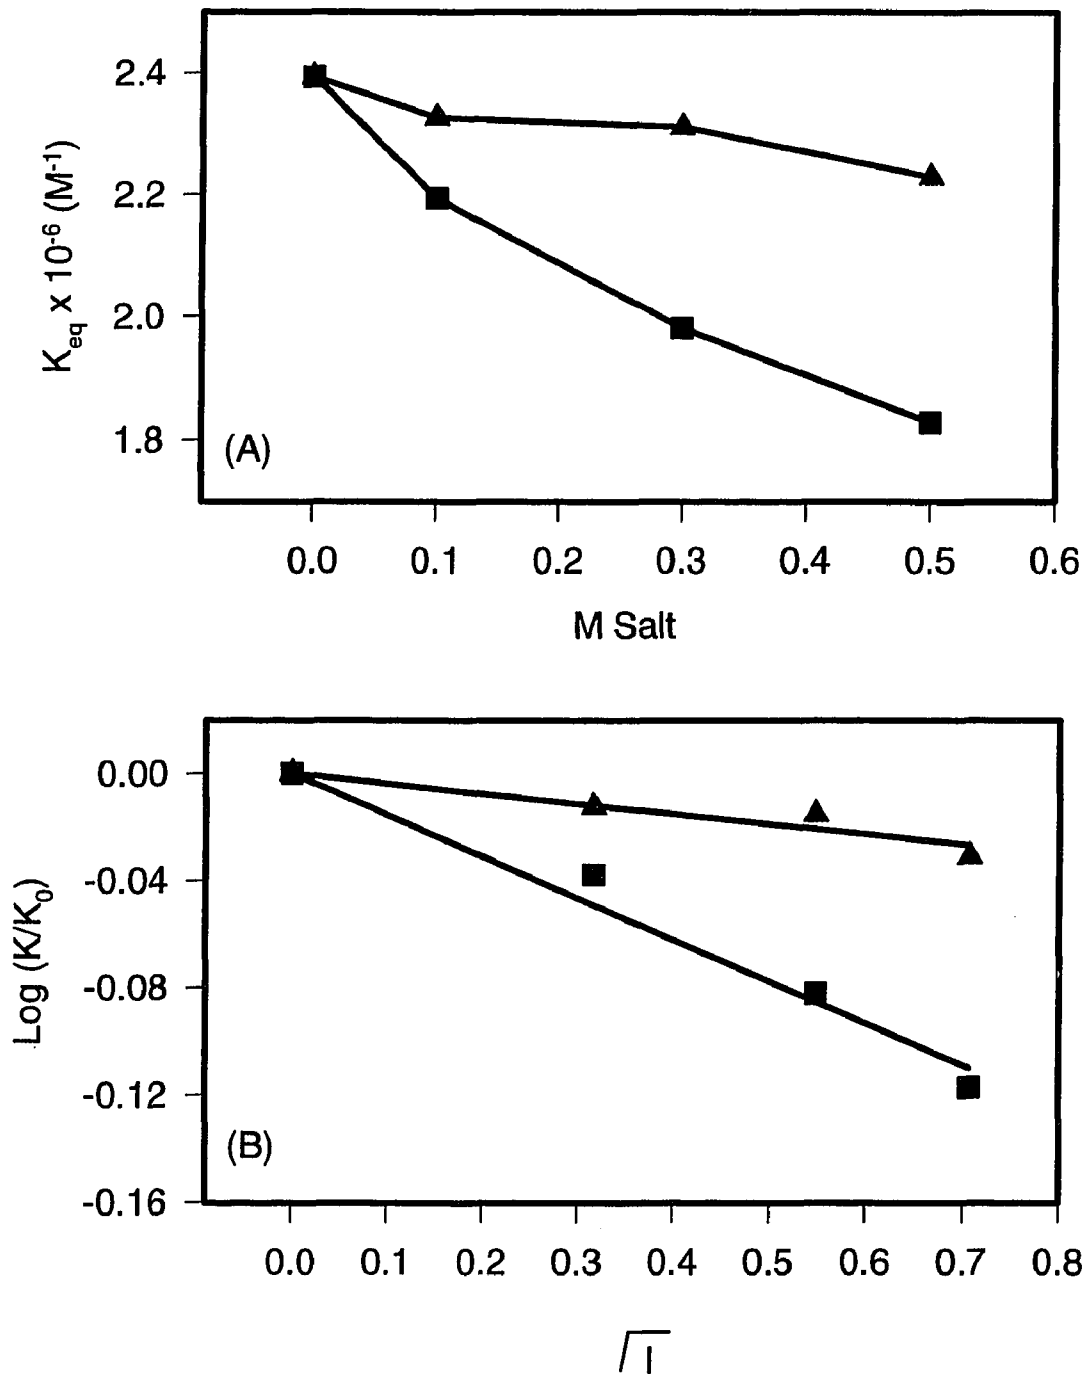 2.4
2.2
2.0
1.8
K_eq x 10^-6 (M^-1)
(A)
0.0 0.1 0.2 0.3 0.4 0.5 0.6
M Salt
0.00
-0.04
-0.08
-0.12
-0.16
Log (K/K_0)
(B)
0.0 0.1 0.2 0.3 0.4 0.5 0.6 0.7 0.8
√I